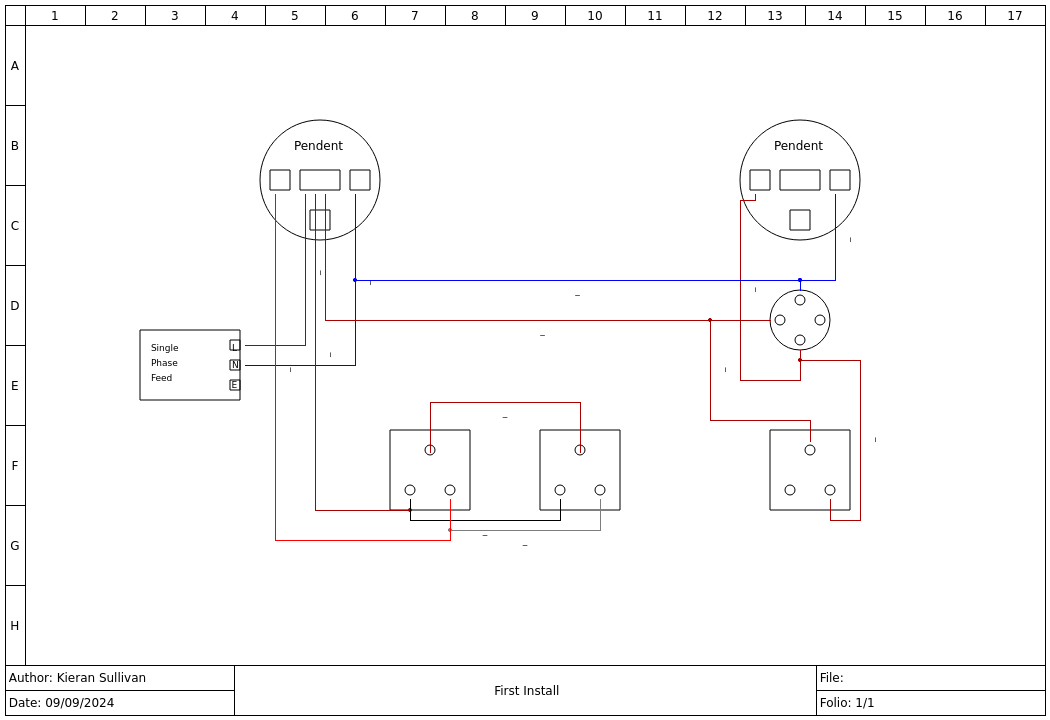 1 2 3 4 5 6 7 8 9 10 11 12 13 14 15 16 17
A
B
Pendent Pendent
C
D
Single
Phase
Feed
L
N
E
E
F
G
H
Author: Kieran Sullivan
Date: 09/09/2024
First Install
File:
Folio: 1/1